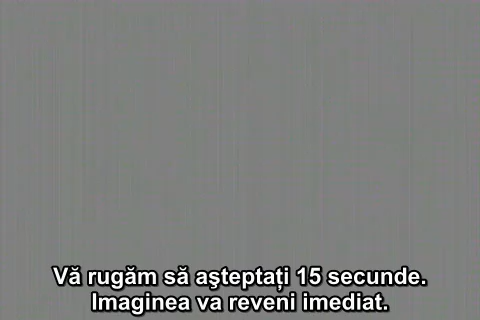 Vă rugăm să aşteptaţi 15 secunde.
Imaginea va reveni imediat.